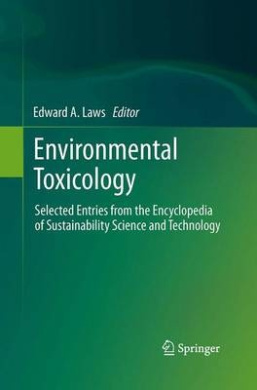 Edward A. Laws Editor
Environmental
Toxicology
Selected Entries from the Encyclopedia
of Sustainability Science and Technology
Springer